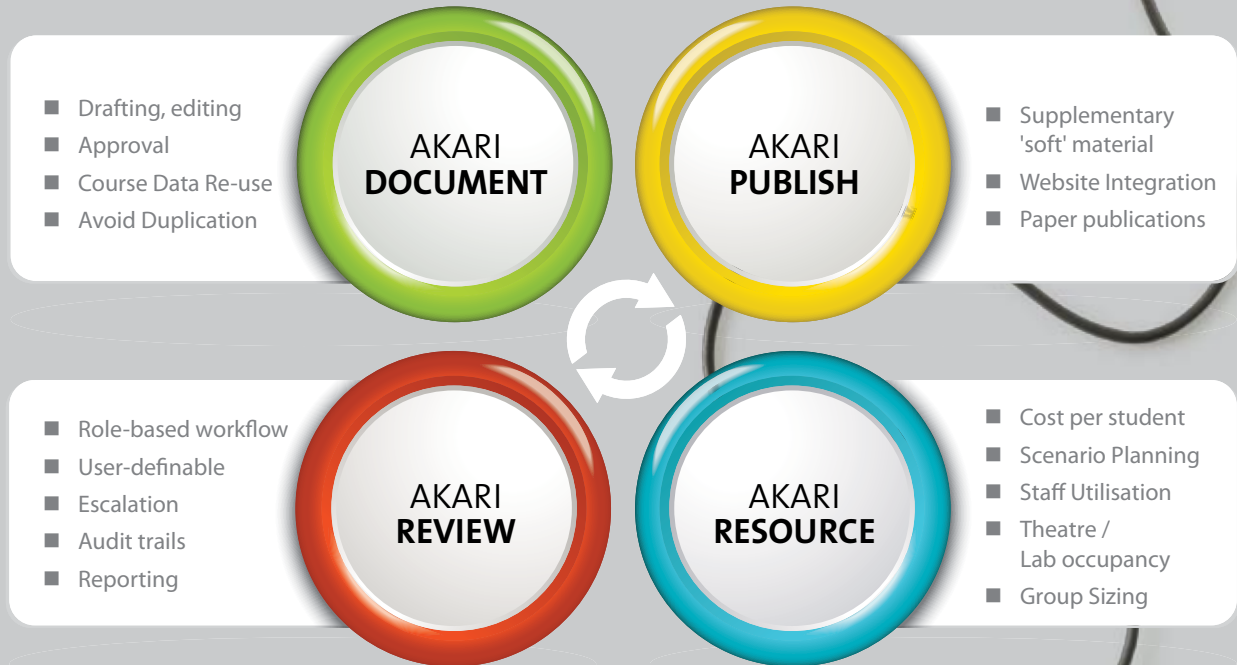 AKARI
DOCUMENT
Drafting, editing
Approval
Course Data Re-use
Avoid Duplication
AKARI
PUBLISH
Supplementary
'soft' material
Website Integration
Paper publications
AKARI
REVIEW
Role-based workflow
User-definable
Escalation
Audit trails
Reporting
AKARI
RESOURCE
Cost per student
Scenario Planning
Staff Utilisation
Theatre /
Lab occupancy
Group Sizing